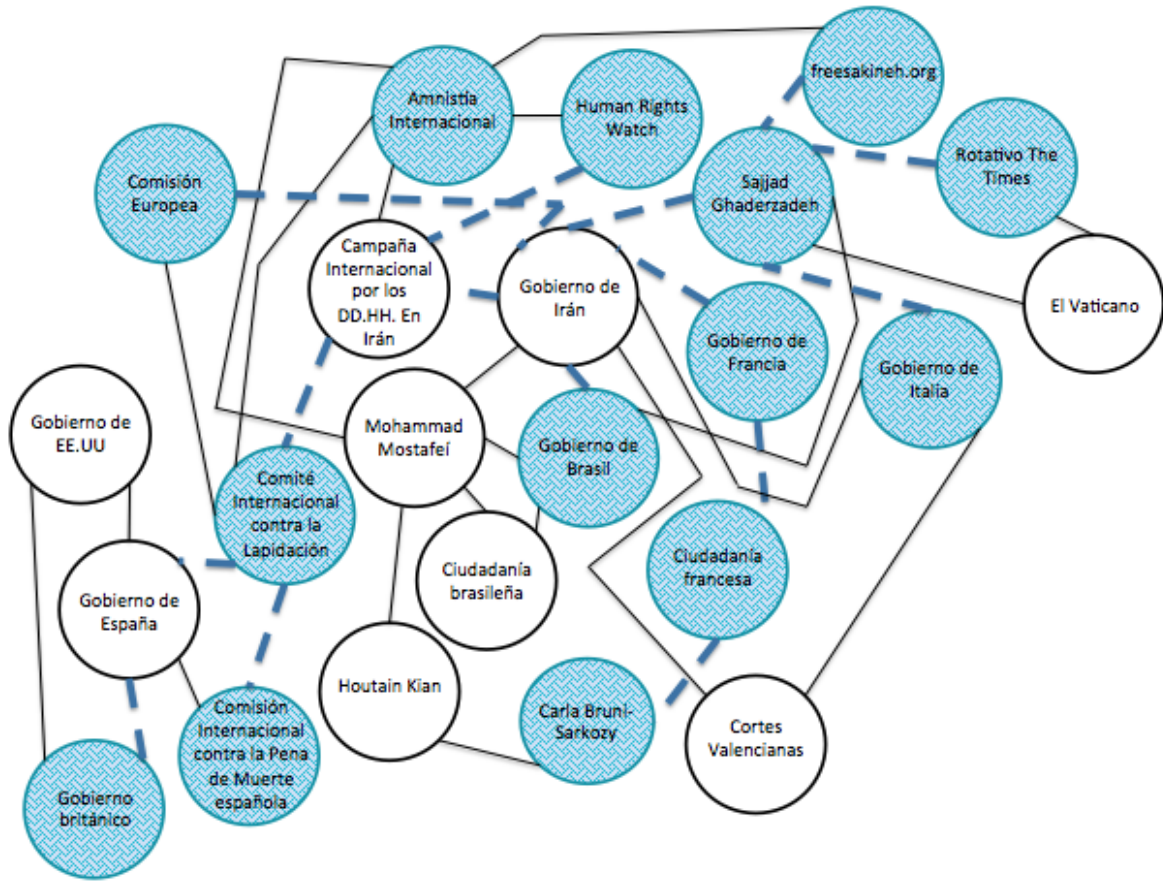 Amnistía
Internacional
Human Rights
Watch
freesakineh.org
Rotativo The
Times
Comisión
Europea
Sajjad
Ghaderzadeh
Campaña
Internacional
por los
DD.HH. En
Irán
Gobierno de
Irán
El Vaticano
Gobierno de
Francia
Gobierno de
Italia
Gobierno de
EE.UU
Mohammad
Mostafeí
Gobierno de
Brasil
Comité
Internacional
contra la
Lapidación
Ciudadanía
brasileña
Ciudadanía
francesa
Gobierno de
España
Houtain Kian
Carla Bruni-
Sarkozy
Cortes
Valencianas
Comisión
Internacional
contra la Pena
de Muerte
española
Gobierno
británico